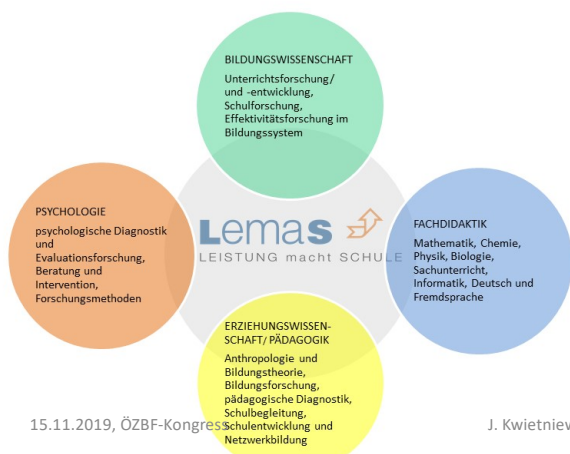 BILDUNGSWISSENSCHAFT
Unterrichtsforschung/
und -entwicklung,
Schulforschung,
Effektivitätsforschung im
Bildungssystem
PSYCHOLOGIE
psychologische Diagnostik
und
Evaluationsforschung,
Beratung und
Intervention,
Forschungsmethoden
Lemas
LEISTUNG macht SCHULE
FACHDIDAKTIK
Mathematik, Chemie,
Physik, Biologie,
Sachunterricht,
Informatik, Deutsch und
Fremdsprache
ERZIEHUNGSWISSEN-
SCHAFT/ PÄDAGOGIK
Anthropologie und
Bildungstheorie,
Bildungsforschung,
pädagogische Diagnostik,
Schulbegleitung,
Schulentwicklung und
Netzwerkbildung
15.11.2019, ÖZBF-Kongress
J. Kwietniew